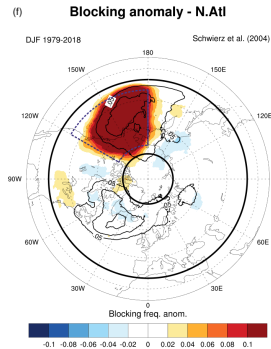 (f)
Blocking anomaly - N.Atl
DJF 1979-2018 Schwierz et al. (2004)
180
150W 150E
120W 120E
90W 90E
60W 60E
30W 30E
0
Blocking freq. anom.
-0.1 -0.08 -0.06 -0.04 -0.02 0 0.02 0.04 0.06 0.08 0.1